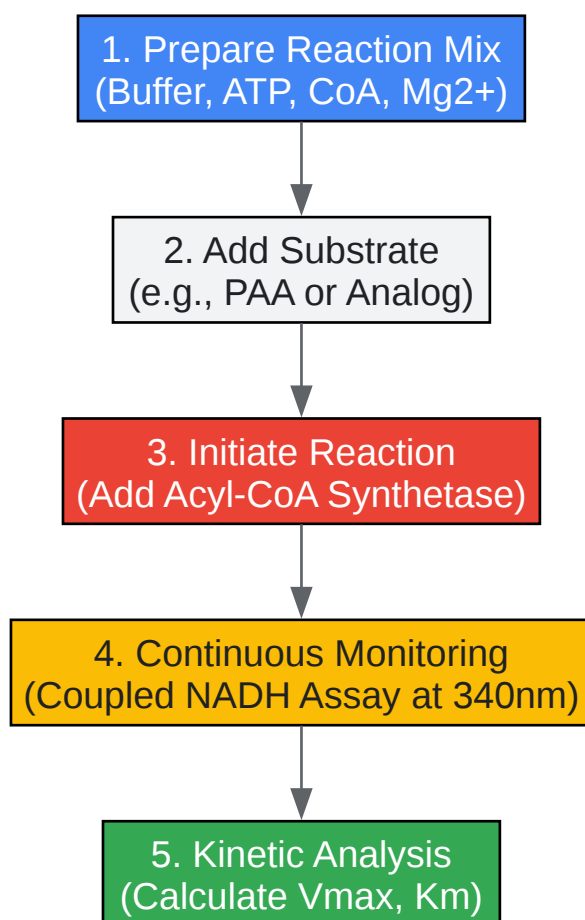 1. Prepare Reaction Mix
(Buffer, ATP, CoA, Mg2+)
2. Add Substrate
(e.g., PAA or Analog)
3. Initiate Reaction
(Add Acyl-CoA Synthetase)
4. Continuous Monitoring
(Coupled NADH Assay at 340nm)
5. Kinetic Analysis
(Calculate Vmax, Km)